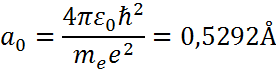 a₀ = 4πε₀ħ² / mₑe² = 0,5292Å